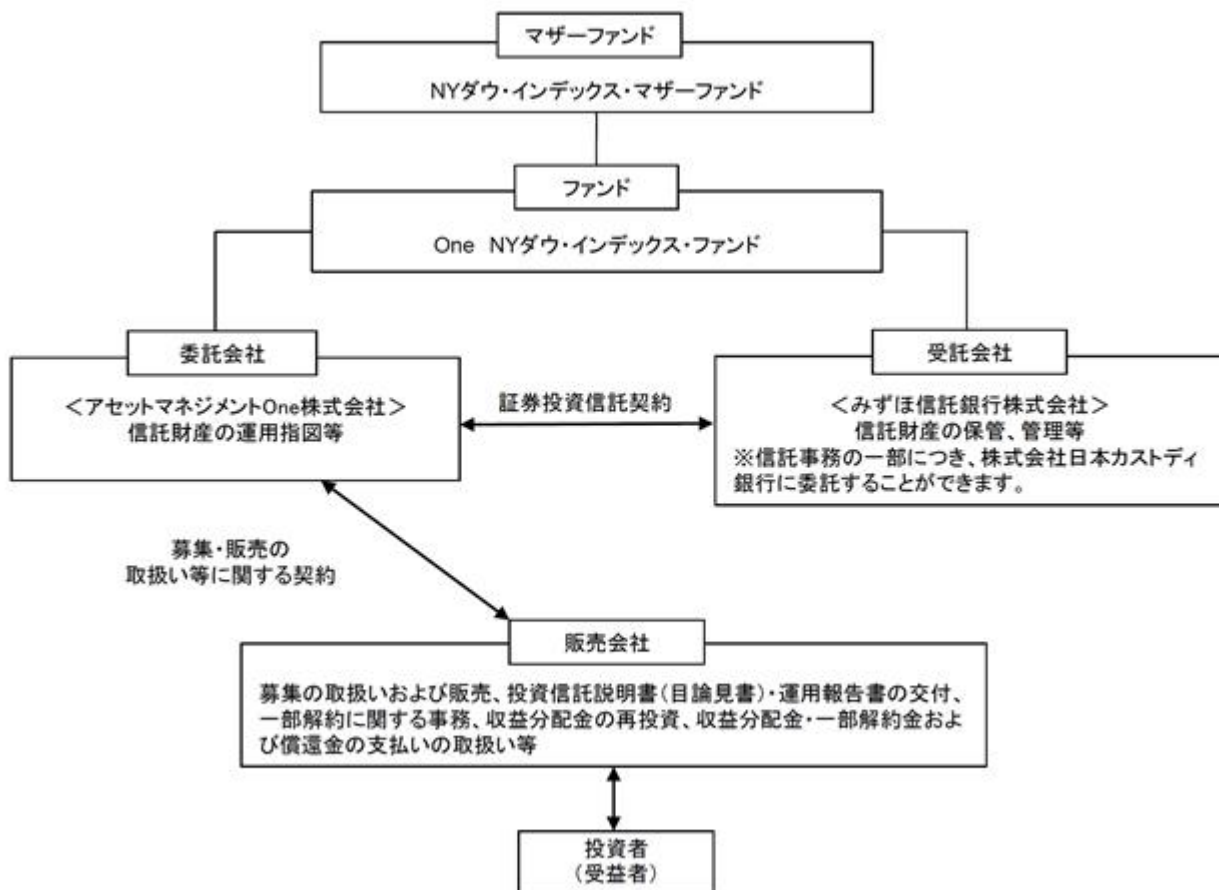 マザーファンド
NYダウ・インデックス・マザーファンド
ファンド
One NYダウ・インデックス・ファンド
委託会社
＜アセットマネジメントOne株式会社＞
信託財産の運用指図等
証券投資信託契約
受託会社
＜みずほ信託銀行株式会社＞
信託財産の保管、管理等
※信託事務の一部につき、株式会社日本カストディ
銀行に委託することができます。
募集・販売の
取扱い等に関する契約
販売会社
募集の取扱いおよび販売、投資信託説明書（目論見書）・運用報告書の交付、
一部解約に関する事務、収益分配金の再投資、収益分配金・一部解約金およ
び償還金の支払いの取扱い等
投資者
（受益者）